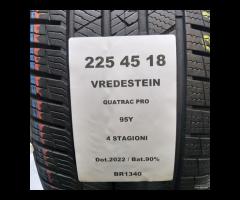 225 45 18
VREDESTEIN
QUATRAC PRO
95Y
4 STAGIONI
Dot.2022 / Bat.90%
BR1340